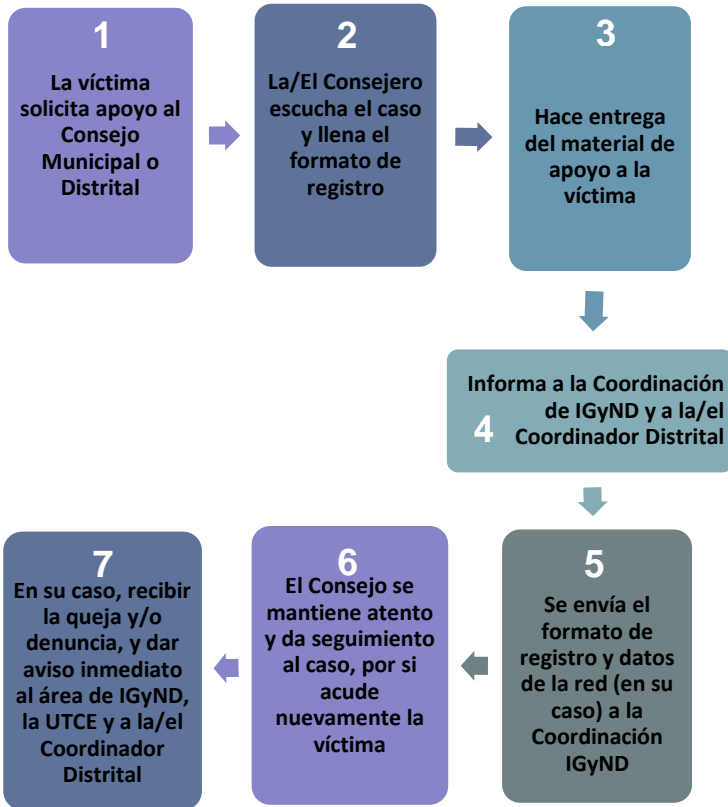 1
La víctima
solicita apoyo al
Consejo
Municipal o
Distrital
2
La/El Consejero
escucha el caso
y llena el
formato de
registro
3
Hace entrega
del material de
apoyo a la
víctima
4
Informa a la Coordinación
de IGyND y a la/el
Coordinador Distrital
5
Se envía el
formato de
registro y datos
de la red (en su
caso) a la
Coordinación
IGyND
6
El Consejo se
mantiene atento
y da seguimiento
al caso, por si
acude
nuevamente la
víctima
7
En su caso, recibir
la queja y/o
denuncia, y dar
aviso inmediato
al área de IGyND,
la UTCE y a la/el
Coordinador
Distrital